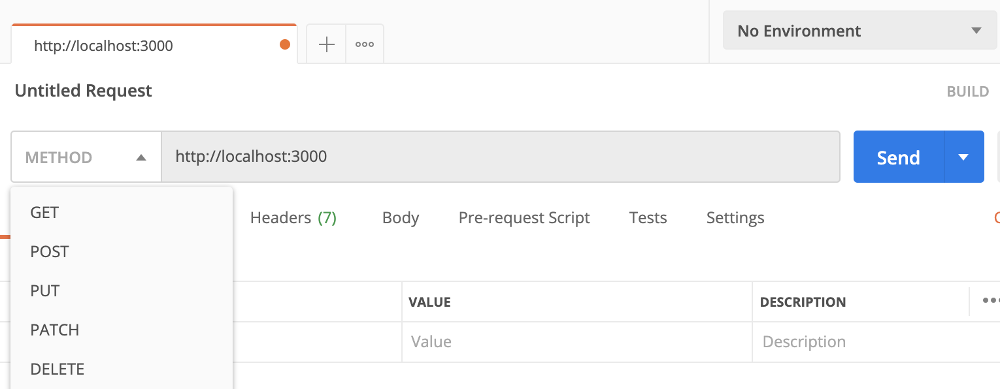 http://localhost:3000
No Environment
Untitled Request
BUILD
METHOD
http://localhost:3000
Send
GET
POST
PUT
PATCH
DELETE
Headers (7)
Body
Pre-request Script
Tests
Settings
VALUE
DESCRIPTION
Value
Description